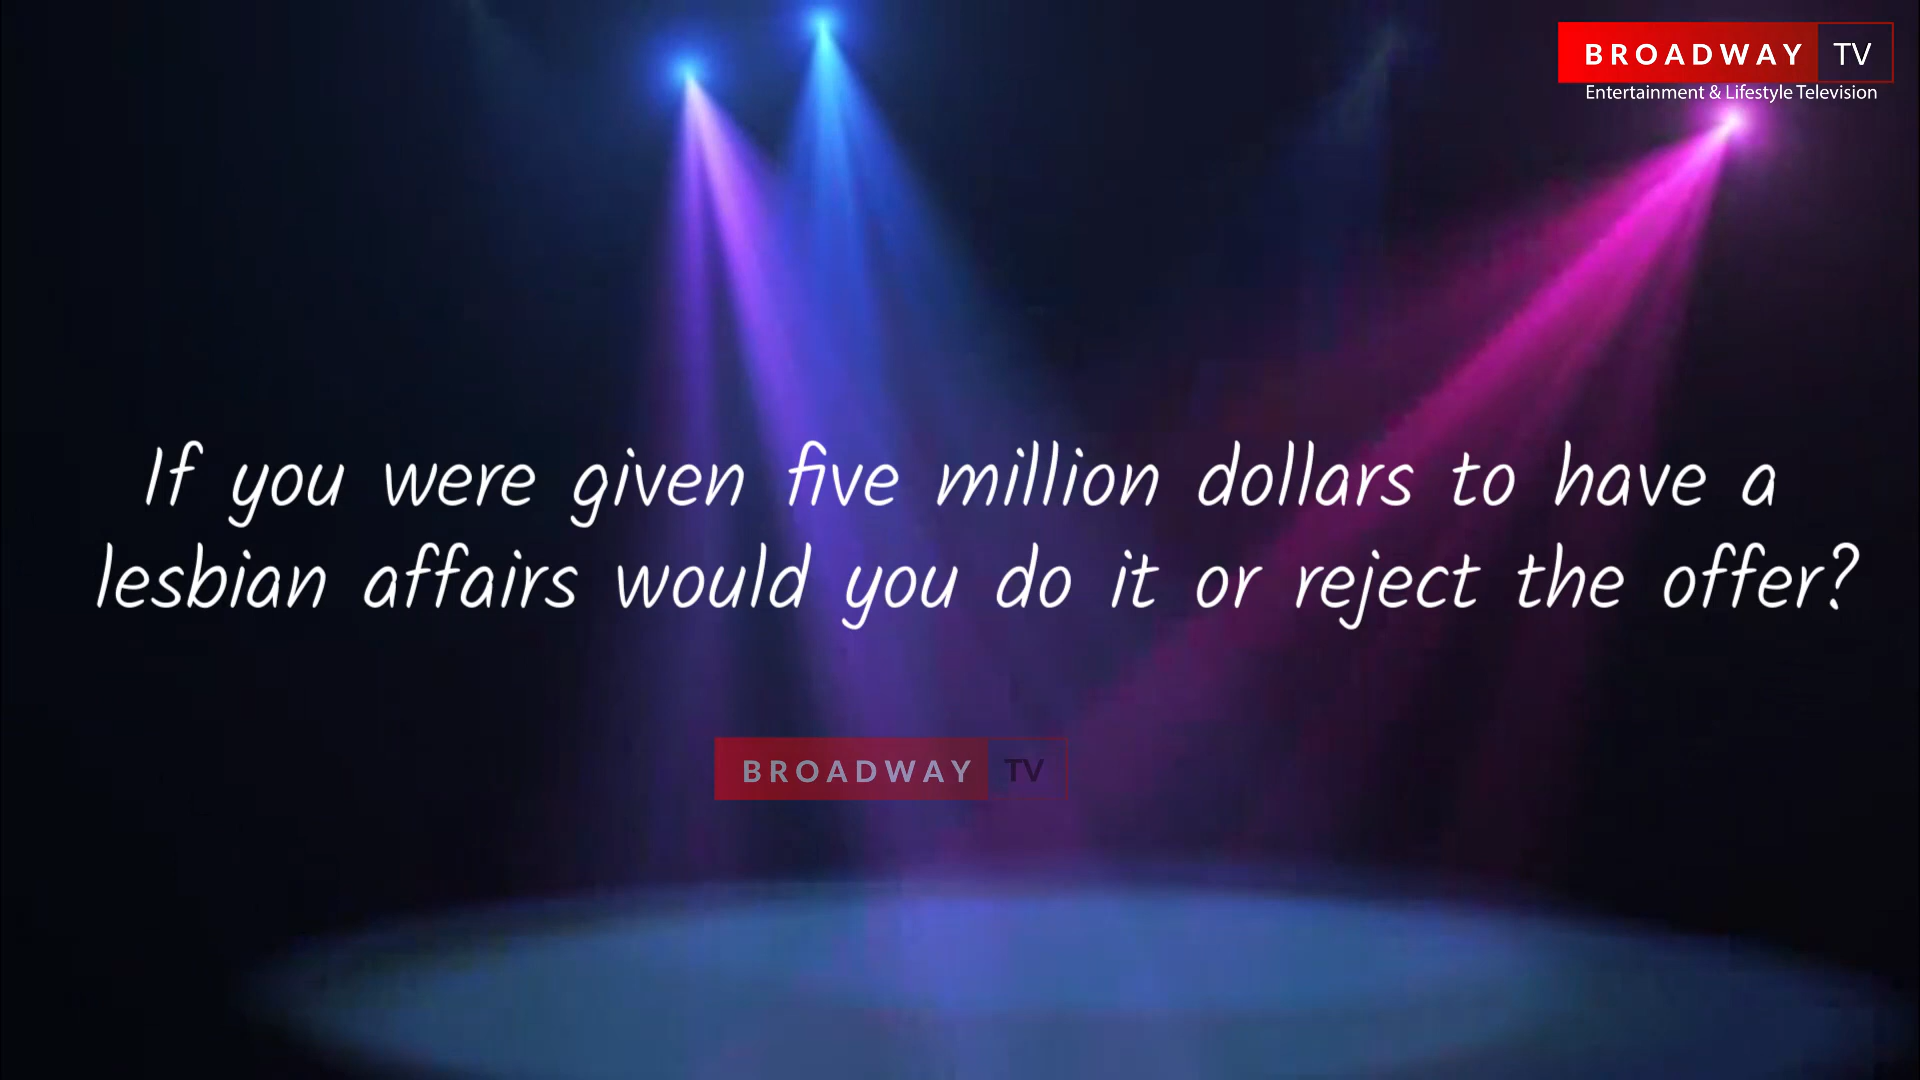 BROADWAY TV
Entertainment & Lifestyle Television
If you were given five million dollars to have a
lesbian affairs would you do it or reject the offer?
BROADWAY TV